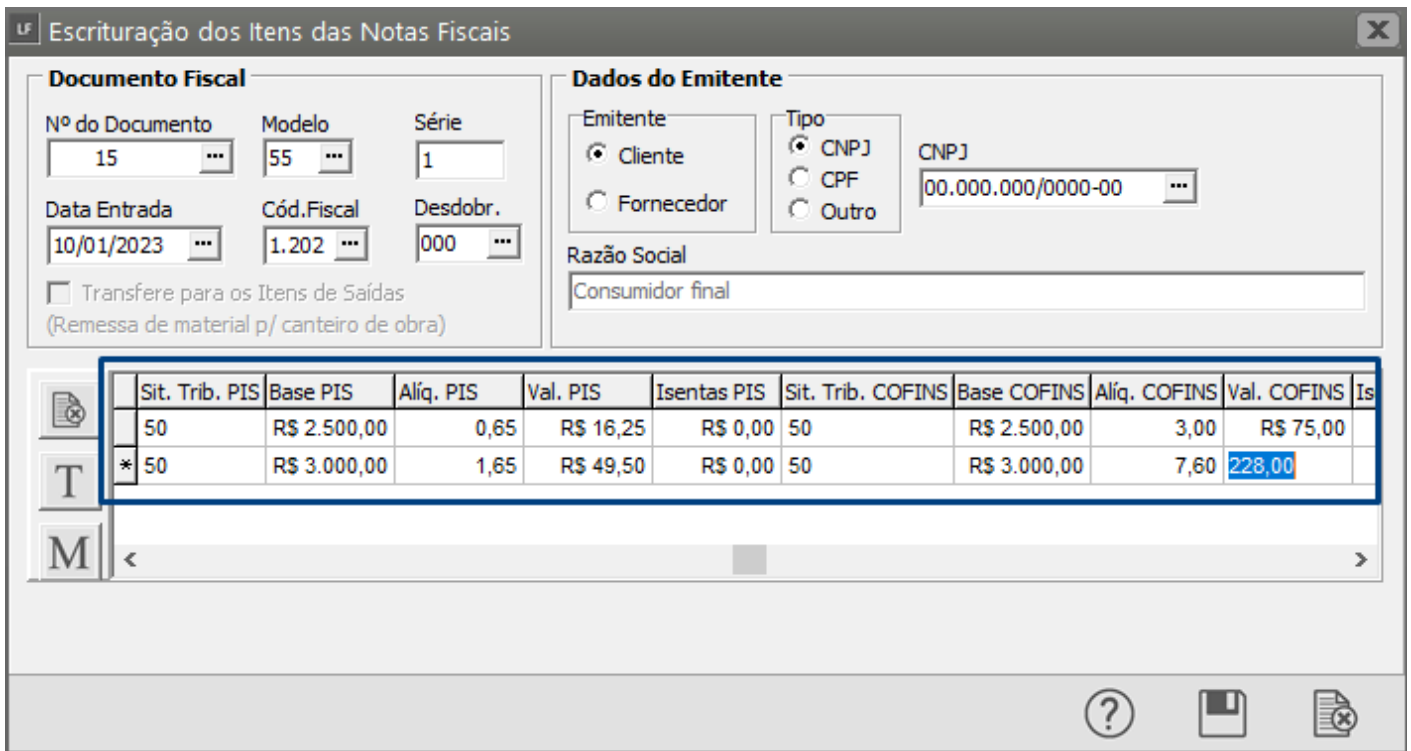 LF Escrituração dos Itens das Notas Fiscais
Documento Fiscal
Nº do Documento Modelo Série
15 ... 55 ... 1
Data Entrada Cód.Fiscal Desdobr.
10/01/2023 ... 1.202 ... 000 ...
Transfere para os Itens de Saídas
(Remessa de material p/ canteiro de obra)
Dados do Emitente
Emitente
Cliente
Fornecedor
Tipo
CNPJ
CPF
Outro
CNPJ
00.000.000/0000-00 ...
Razão Social
Consumidor final
Sit. Trib. PIS Base PIS Alíq. PIS Val. PIS Isentas PIS Sit. Trib. COFINS Base COFINS Alíq. COFINS Val. COFINS Is
50 R$ 2.500,00 0,65 R$ 16,25 R$ 0,00 50 R$ 2.500,00 3,00 R$ 75,00
* 50 R$ 3.000,00 1,65 R$ 49,50 R$ 0,00 50 R$ 3.000,00 7,60 228,00
T
M
?